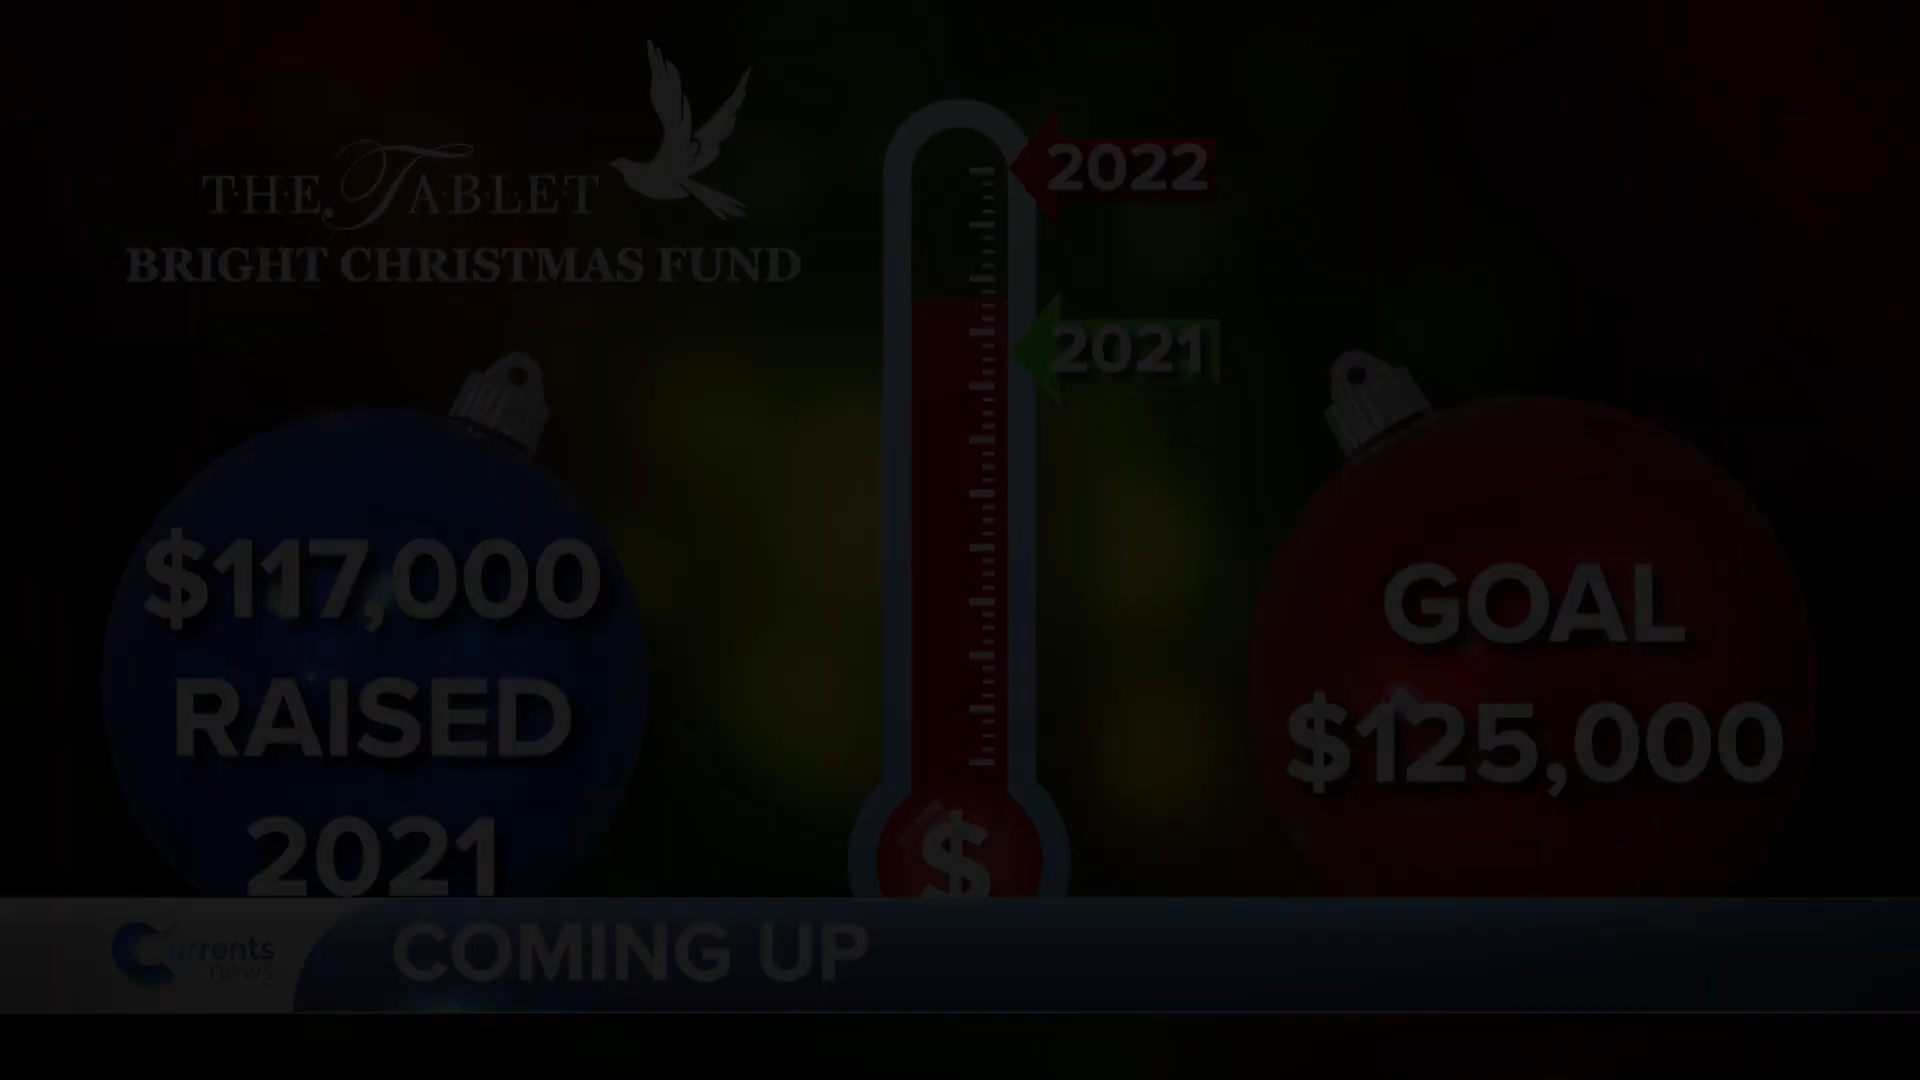 THE TABLET
BRIGHT CHRISTMAS FUND
2022
2021
$117,000
RAISED
2021
GOAL
$125,000
$
Currents
news
COMING UP